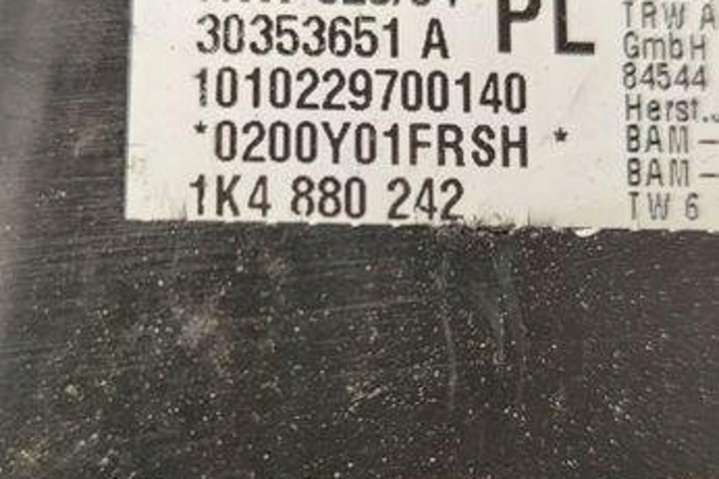 30353651 A
PL
1010229700140
*0200Y01FRSH *
1K4 880 242
TRW A
GmbH
84544
Herst..
BAM-
BAM-
TW 6